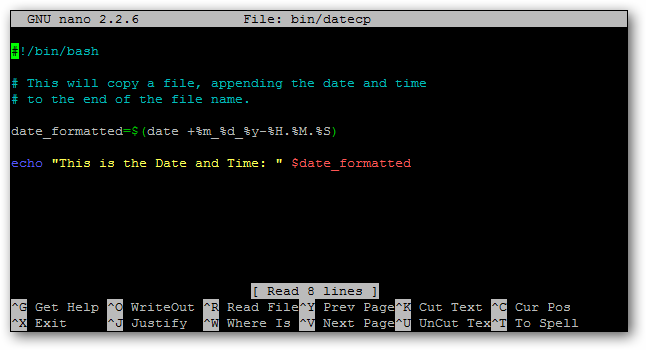 GNU nano 2.2.6 File: bin/datecp
#!/bin/bash
# This will copy a file, appending the date and time
# to the end of the file name.
date_formatted=$(date +%m_%d_%y-%H.%M.%S)
echo "This is the Date and Time: " $date_formatted
[ Read 8 lines ]
^G Get Help ^O WriteOut ^R Read File^Y Prev Page^K Cut Text ^C Cur Pos
^X Exit ^J Justify ^W Where Is ^V Next Page^U UnCut Tex^T To Spell